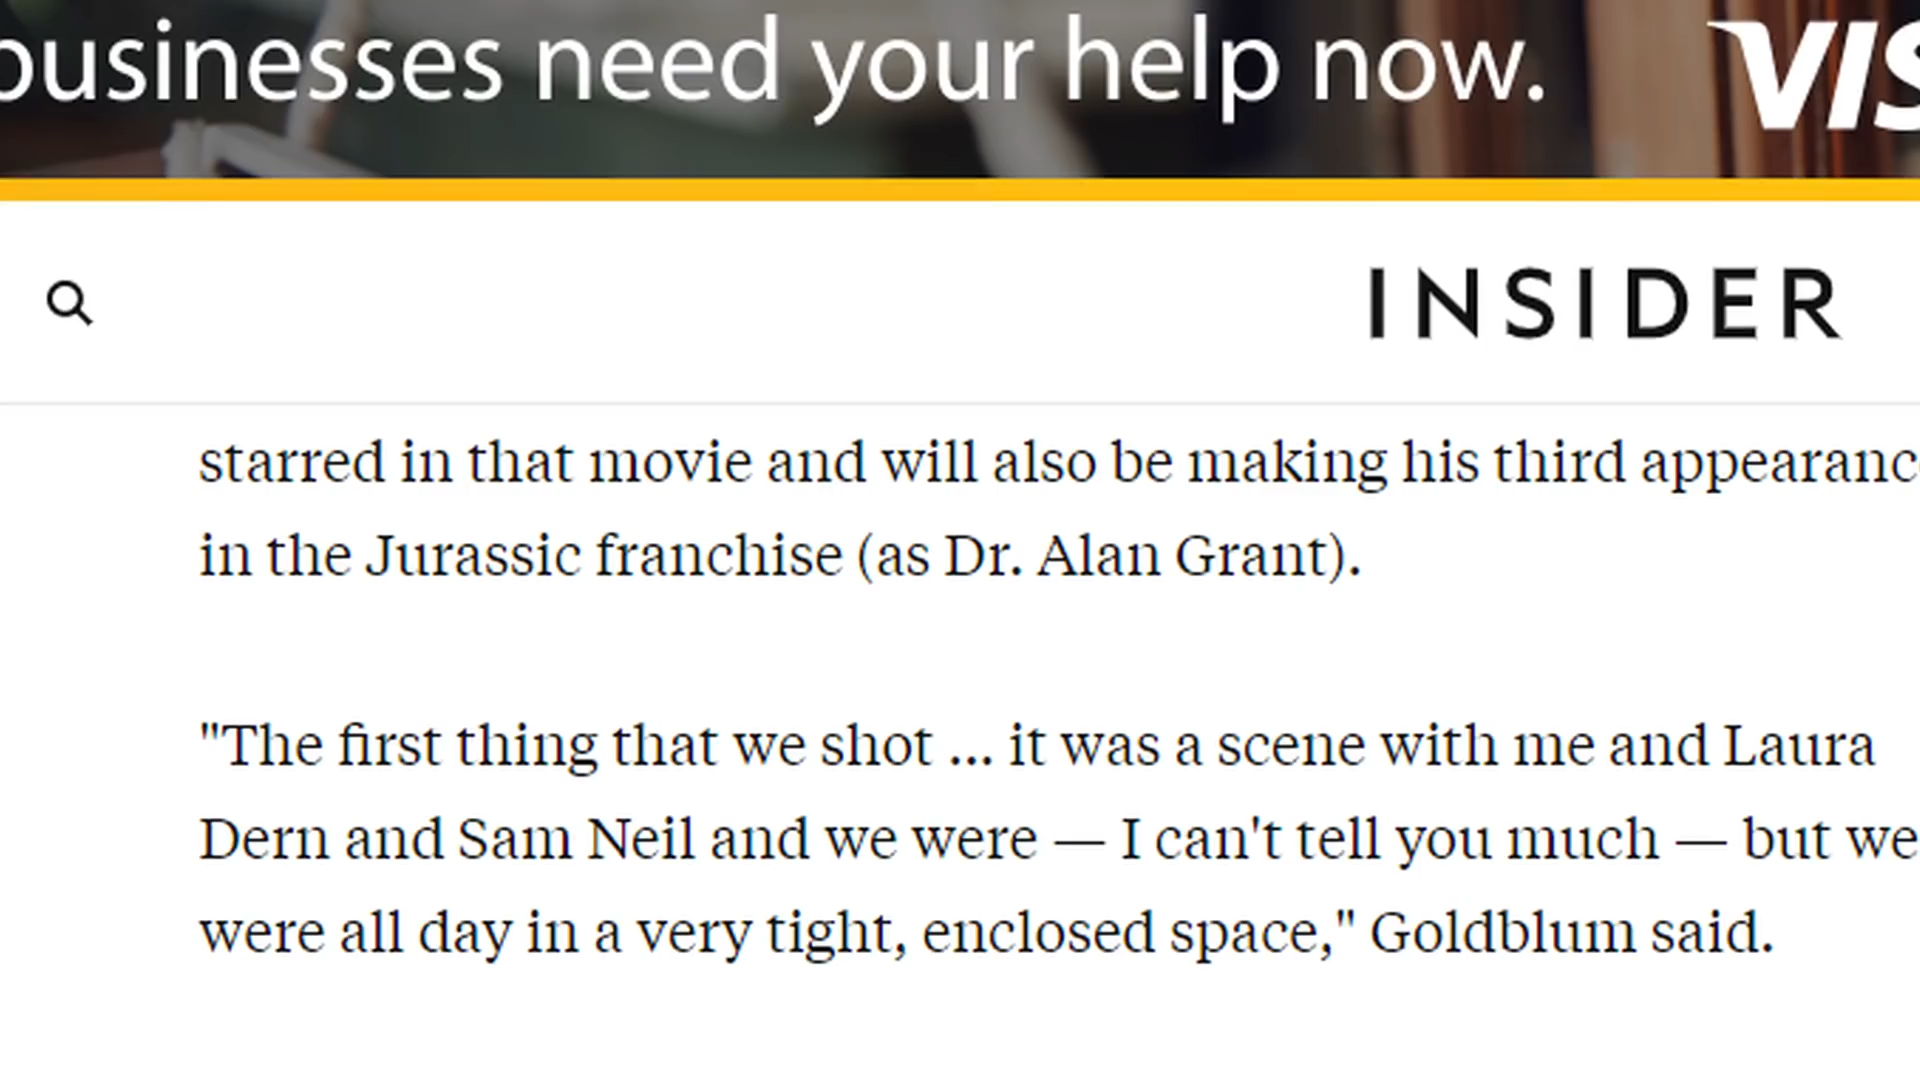 businesses need your help now.
VIS
INSIDER
starred in that movie and will also be making his third appearance
in the Jurassic franchise (as Dr. Alan Grant).
"The first thing that we shot ... it was a scene with me and Laura
Dern and Sam Neil and we were — I can't tell you much — but we
were all day in a very tight, enclosed space," Goldblum said.